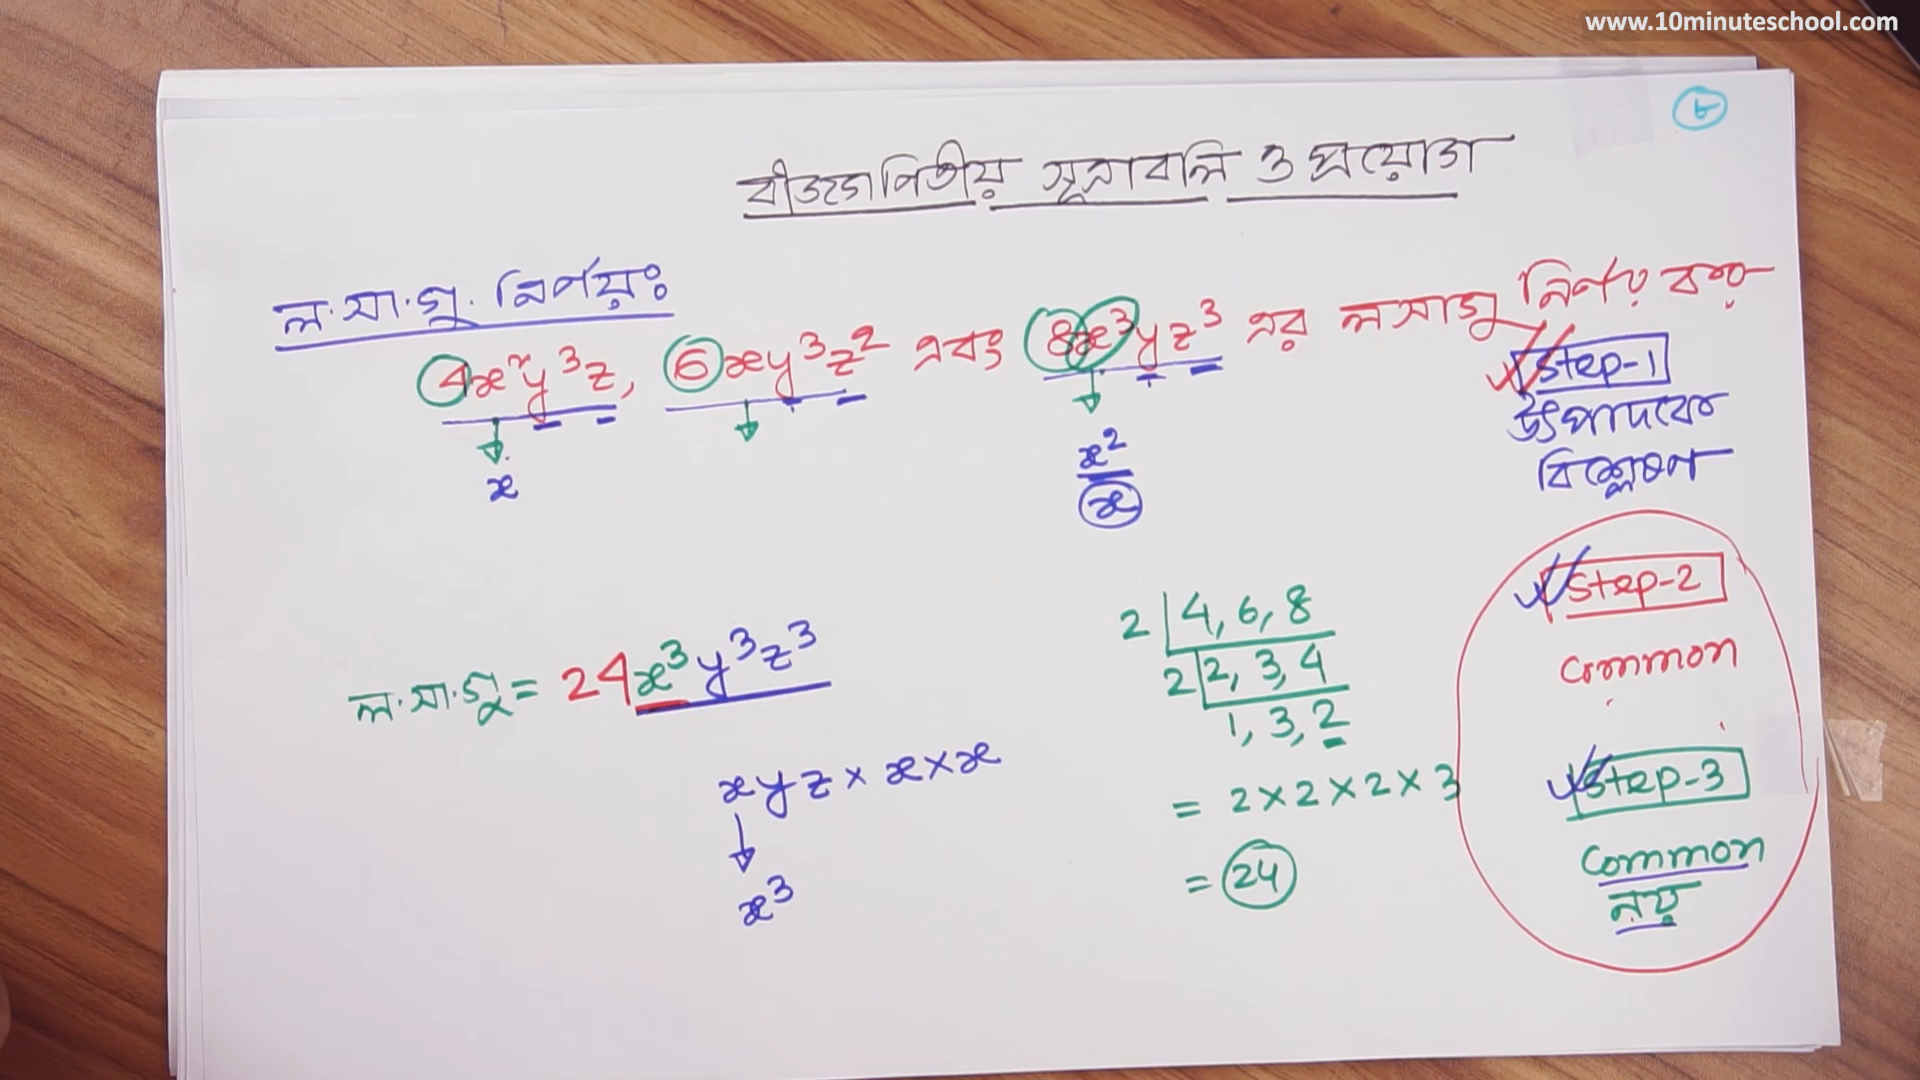 www.10minuteschool.com
৮
বীজগাণিতীয় সূত্রাবলি ও প্রয়োগ
ল.সা.গু. নির্ণয়ঃ
4x²y³z, 6xy³z² এবং 8x³yz³ এর লসাগু নির্ণয় কর
x
x²
x
Step-1
উৎপাদকের
বিশ্লেষণ
ল.সা.গু = 24x³y³z³
xyz × x × x
x³
2 | 4, 6, 8
2 | 2, 3, 4
1, 3, 2
= 2 × 2 × 2 × 3
= 24
Step-2
Common
Step-3
Common
নয়